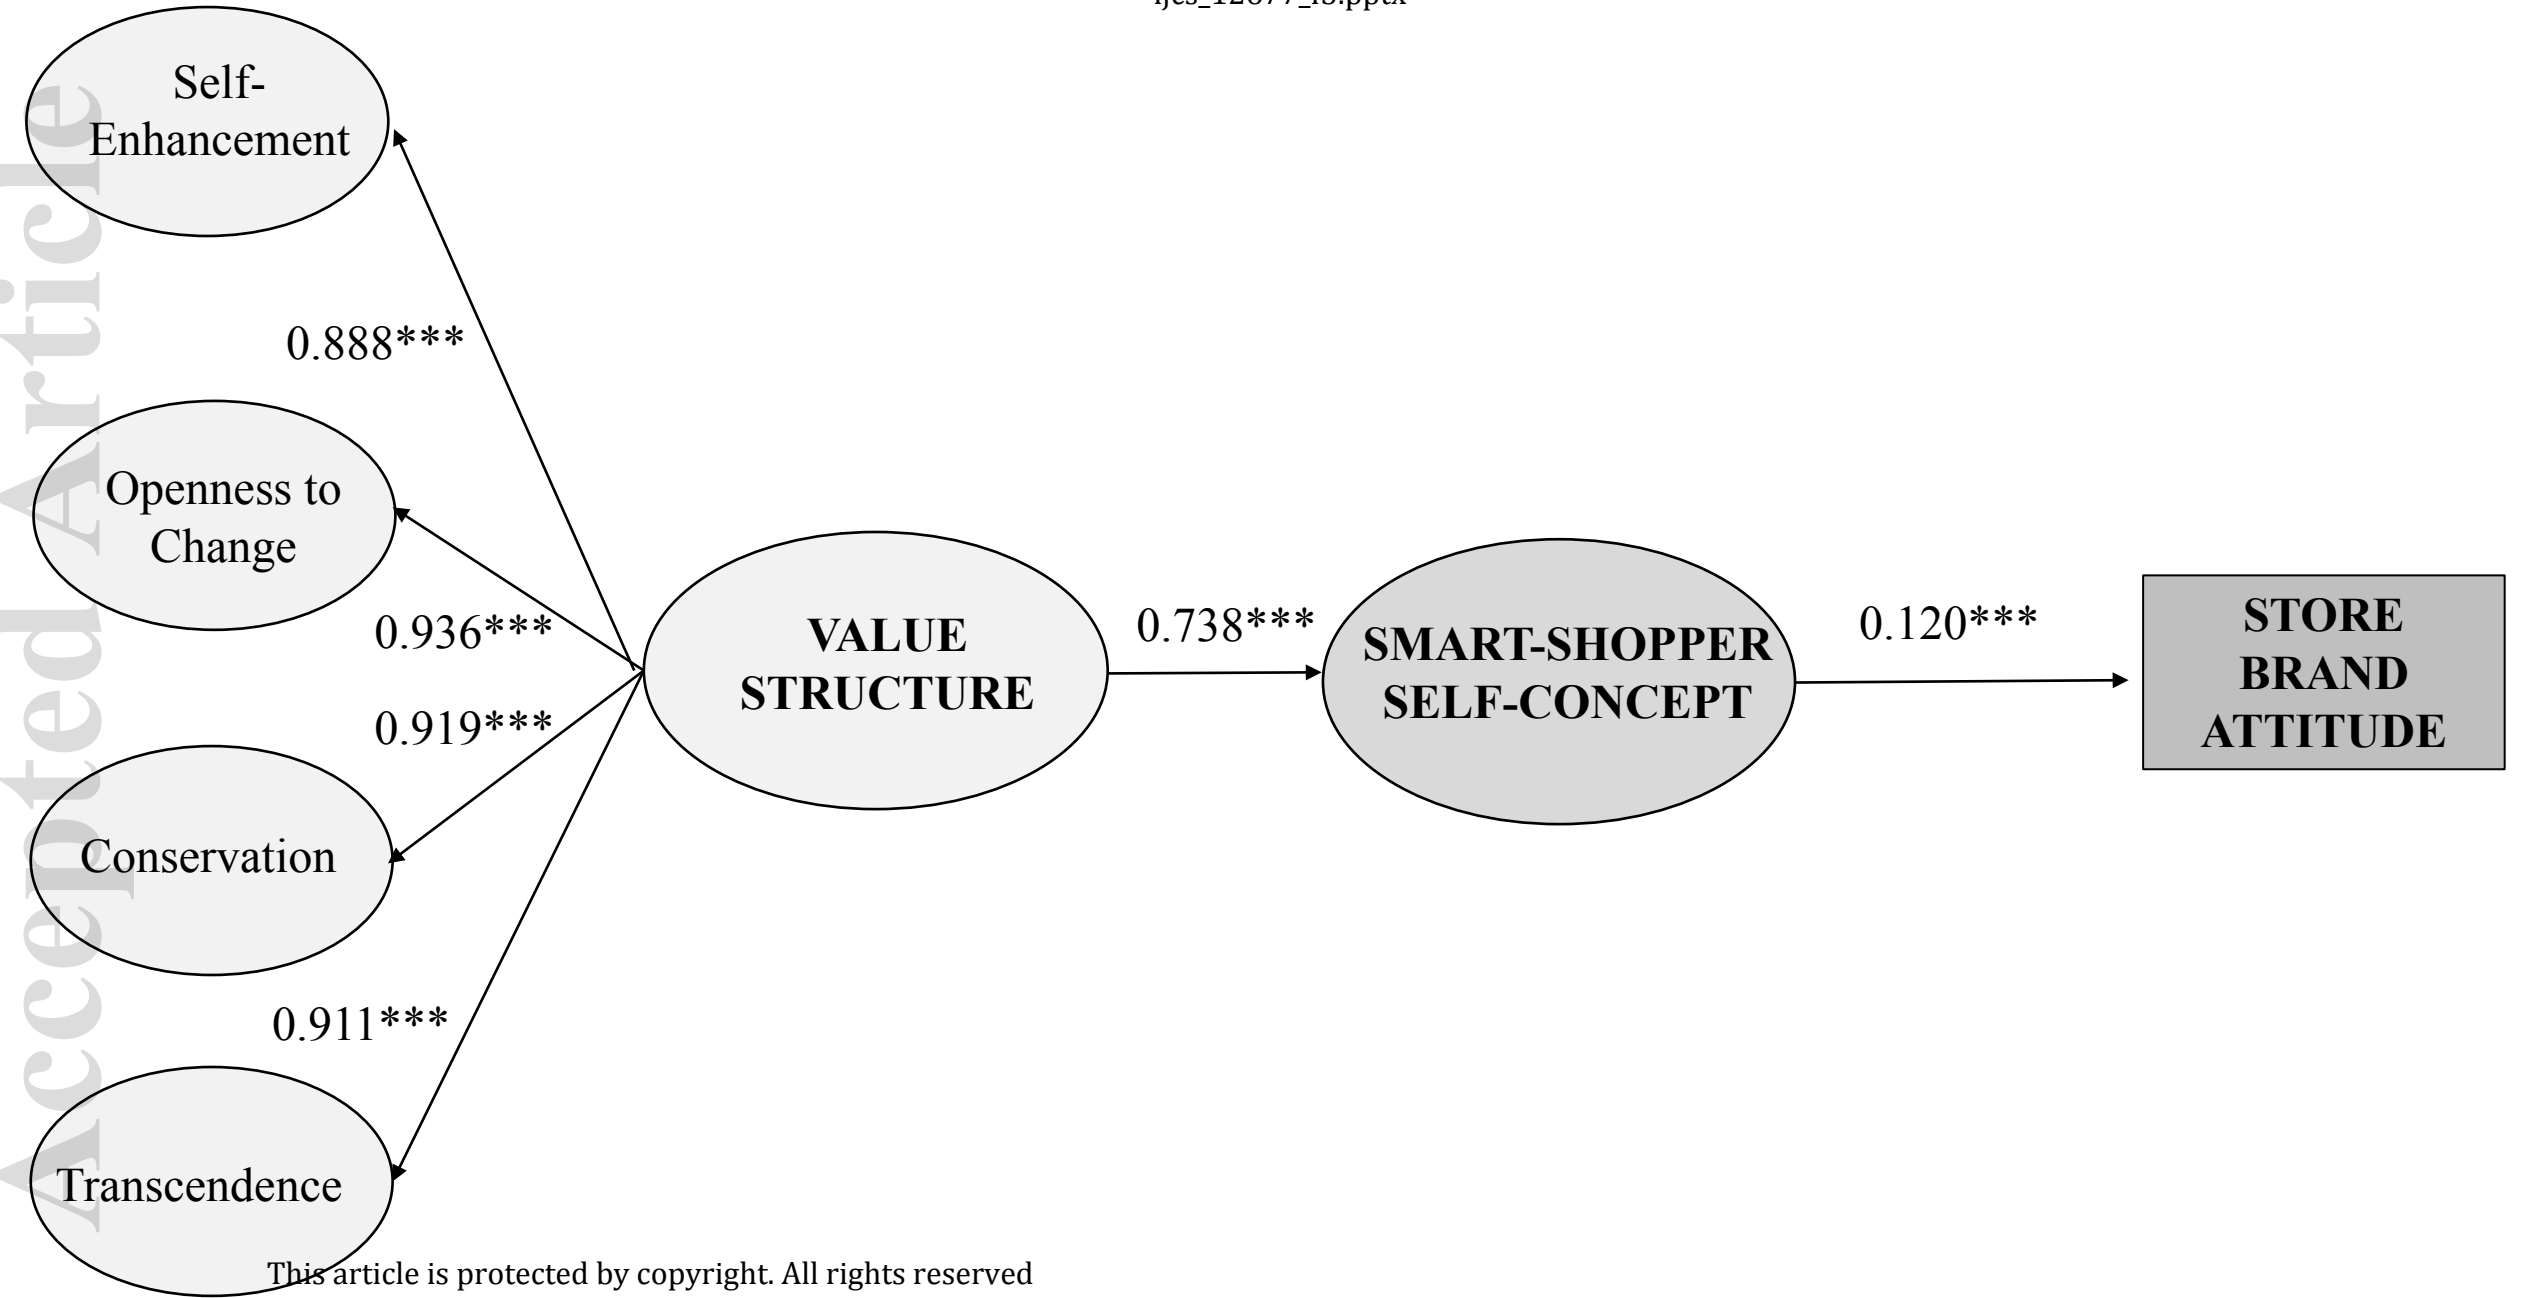 Self-
Enhancement
0.888***
Openness to
Change
0.936***
0.919***
Conservation
0.911***
Transcendence
VALUE
STRUCTURE
0.738***
SMART-SHOPPER
SELF-CONCEPT
0.120***
STORE
BRAND
ATTITUDE
Accepted Article
This article is protected by copyright. All rights reserved